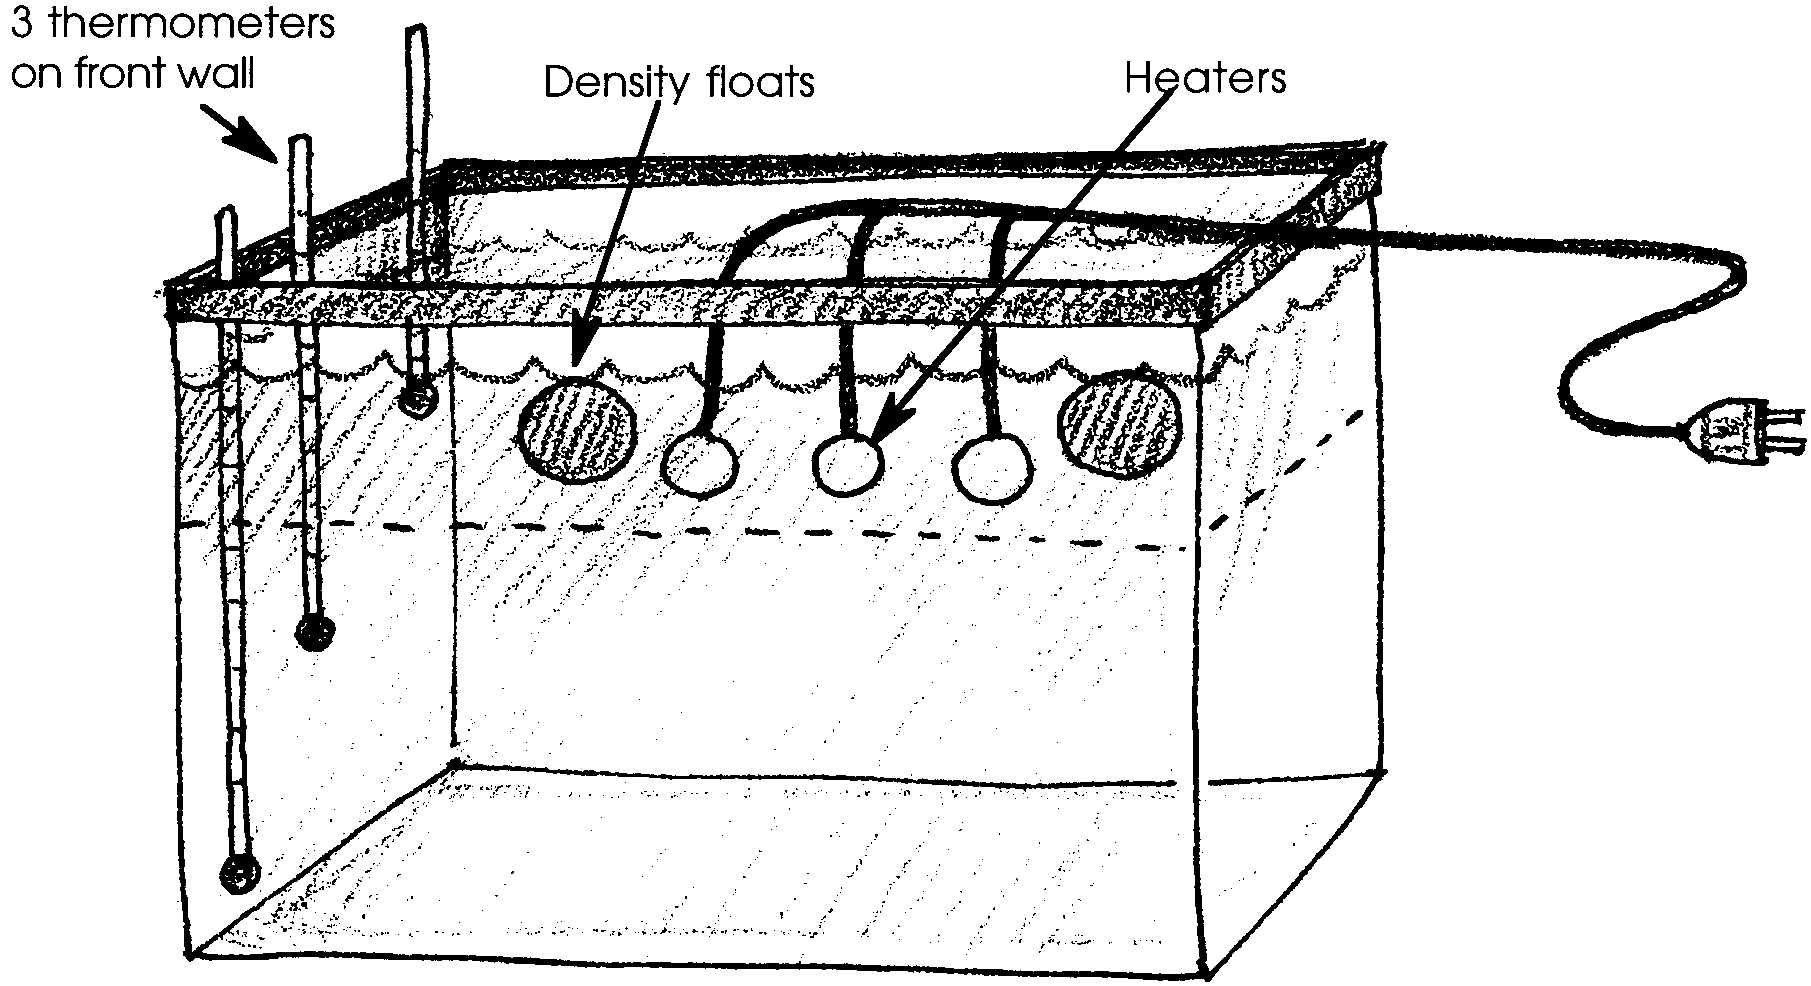 3 thermometers
on front wall
Density floats
Heaters